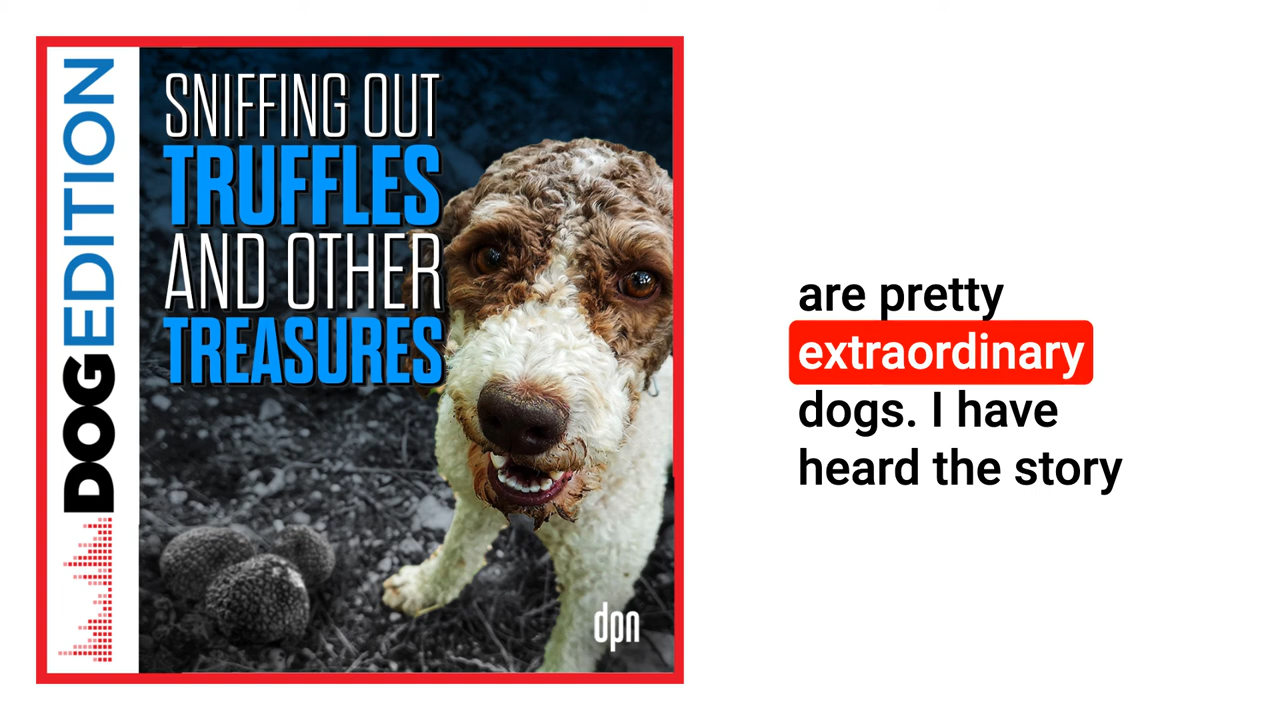 DOGEDITION
SNIFFING OUT
TRUFFLES
AND OTHER
TREASURES
dpn
are pretty
extraordinary
dogs. I have
heard the story